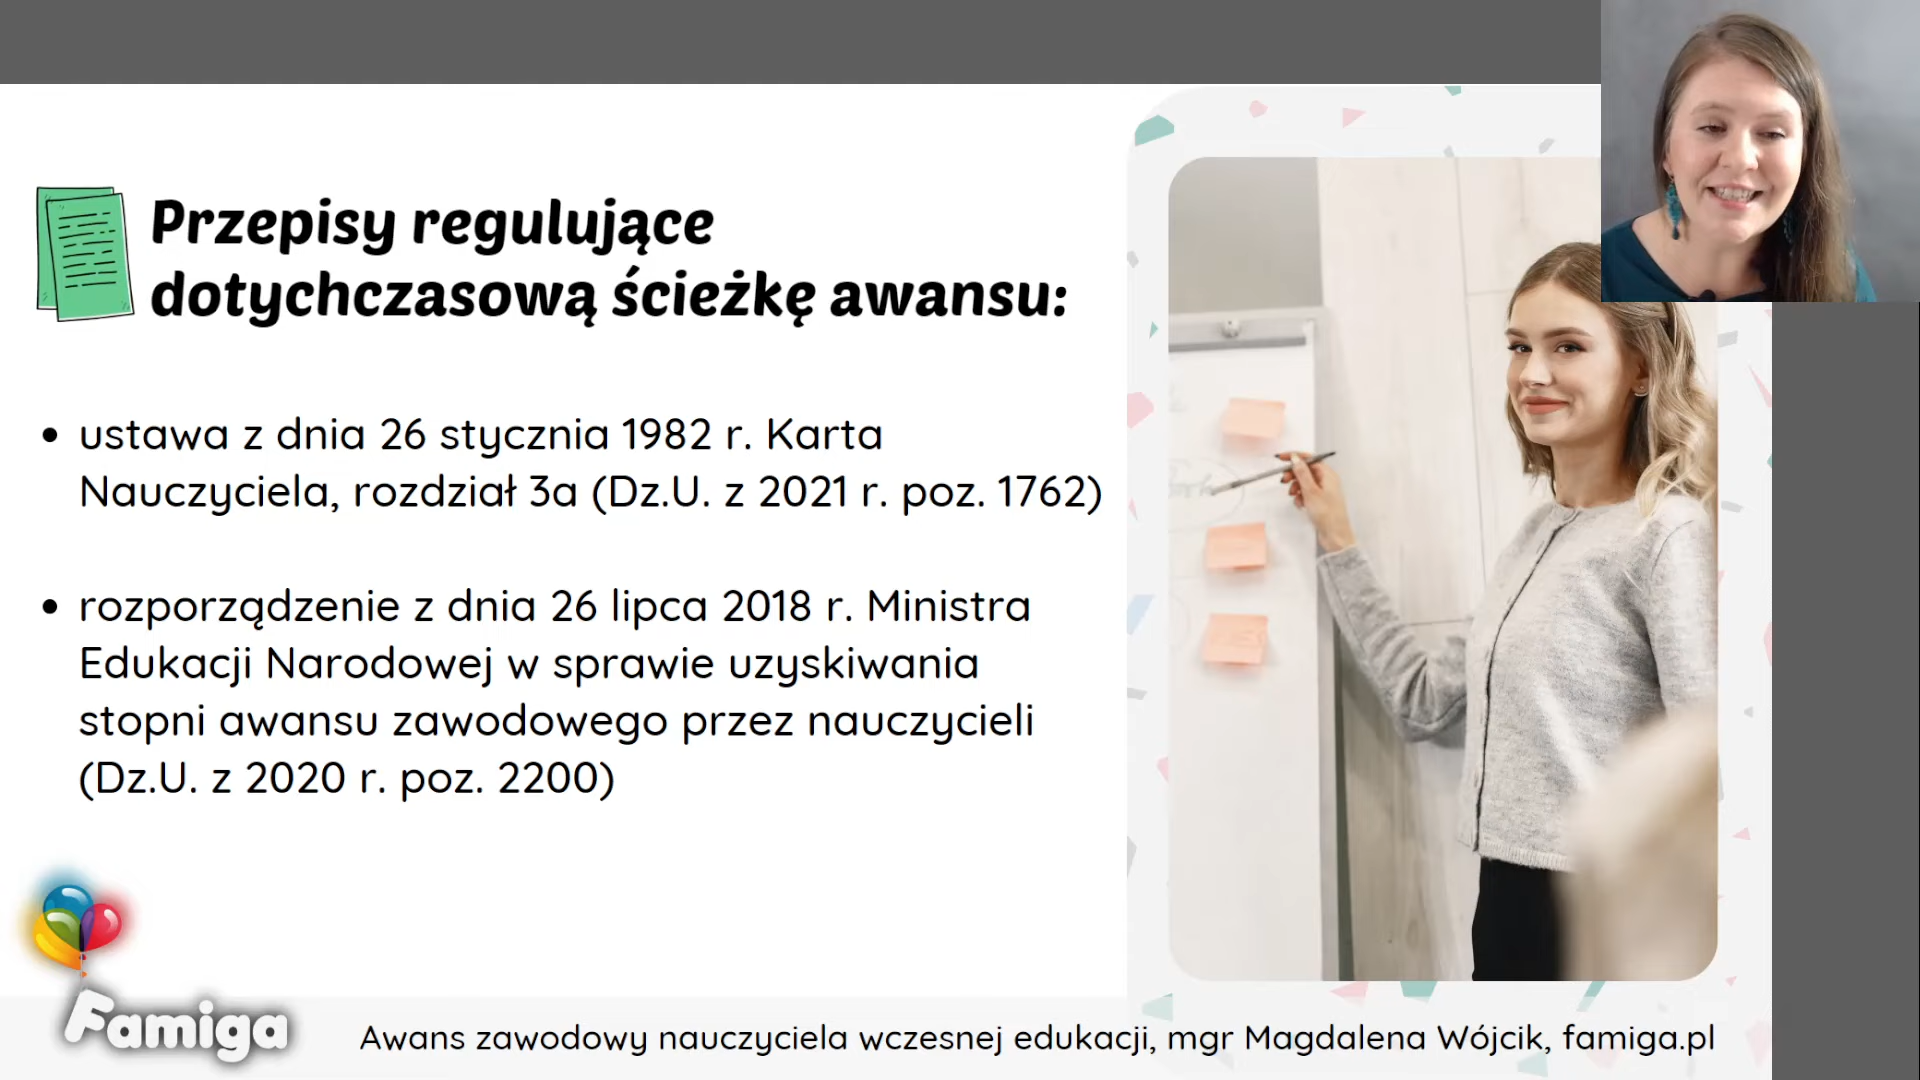 Przepisy regulujące
dotychczasową ścieżkę awansu:
• ustawa z dnia 26 stycznia 1982 r. Karta
Nauczyciela, rozdział 3a (Dz.U. z 2021 r. poz. 1762)
• rozporządzenie z dnia 26 lipca 2018 r. Ministra
Edukacji Narodowej w sprawie uzyskiwania
stopni awansu zawodowego przez nauczycieli
(Dz.U. z 2020 r. poz. 2200)
Famiga
Awans zawodowy nauczyciela wczesnej edukacji, mgr Magdalena Wójcik, famiga.pl